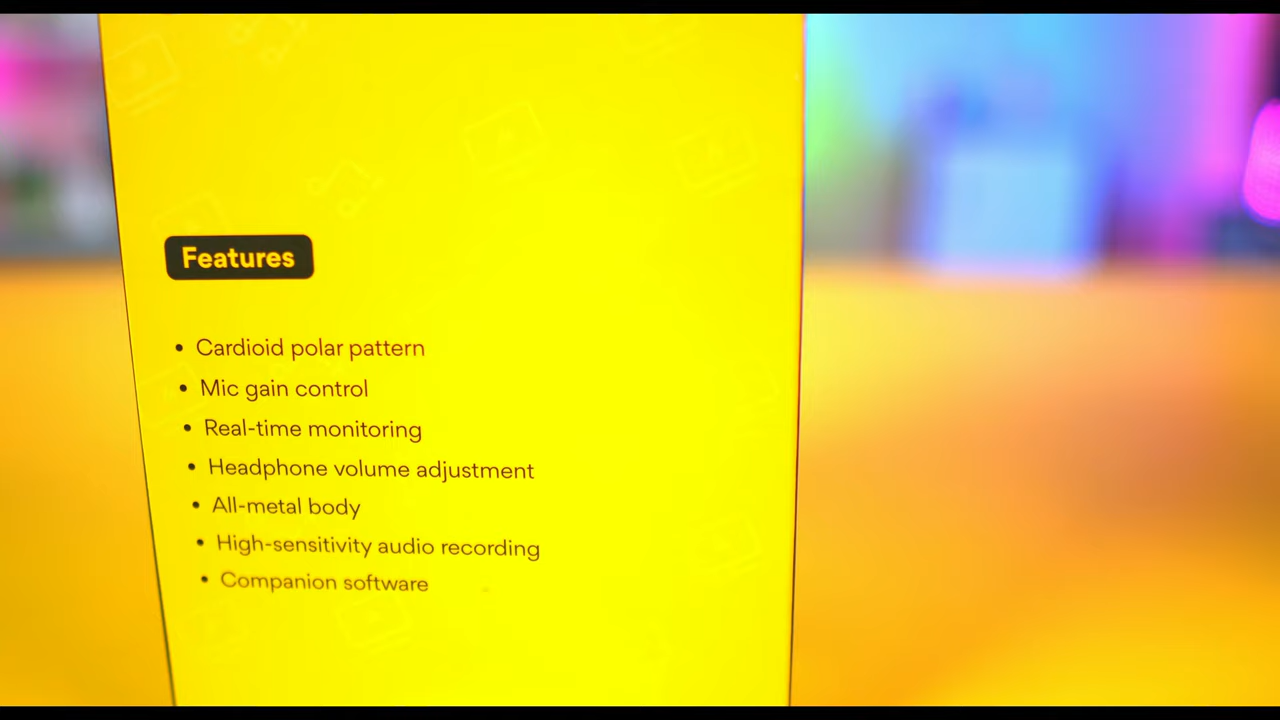 Features
• Cardioid polar pattern
• Mic gain control
• Real-time monitoring
• Headphone volume adjustment
• All-metal body
• High-sensitivity audio recording
• Companion software